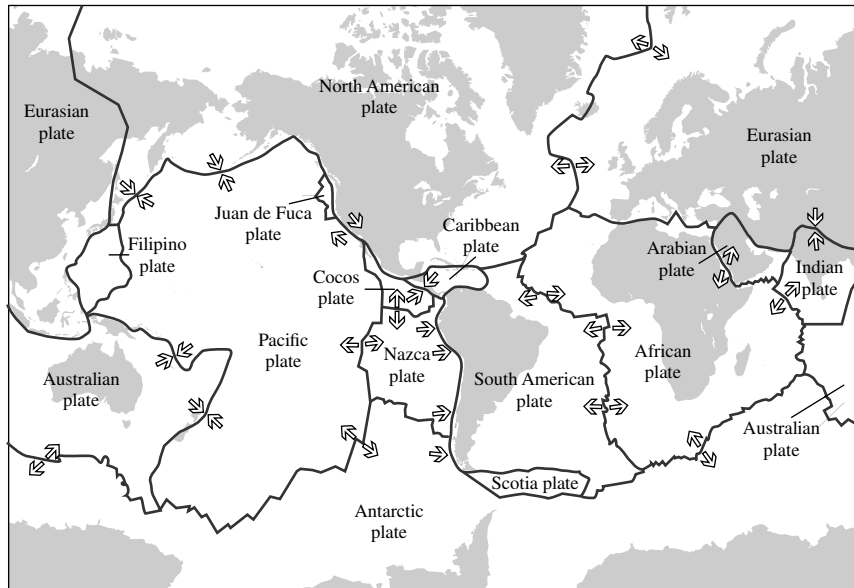 North American
plate
Eurasian
plate
Eurasian
plate
Juan de Fuca
plate
Caribbean
plate
Filipino
plate
Arabian
plate
Cocos
plate
Indian
plate
Pacific
plate
Nazca
plate
African
plate
South American
plate
Australian
plate
Australian
plate
Scotia plate
Antarctic
plate